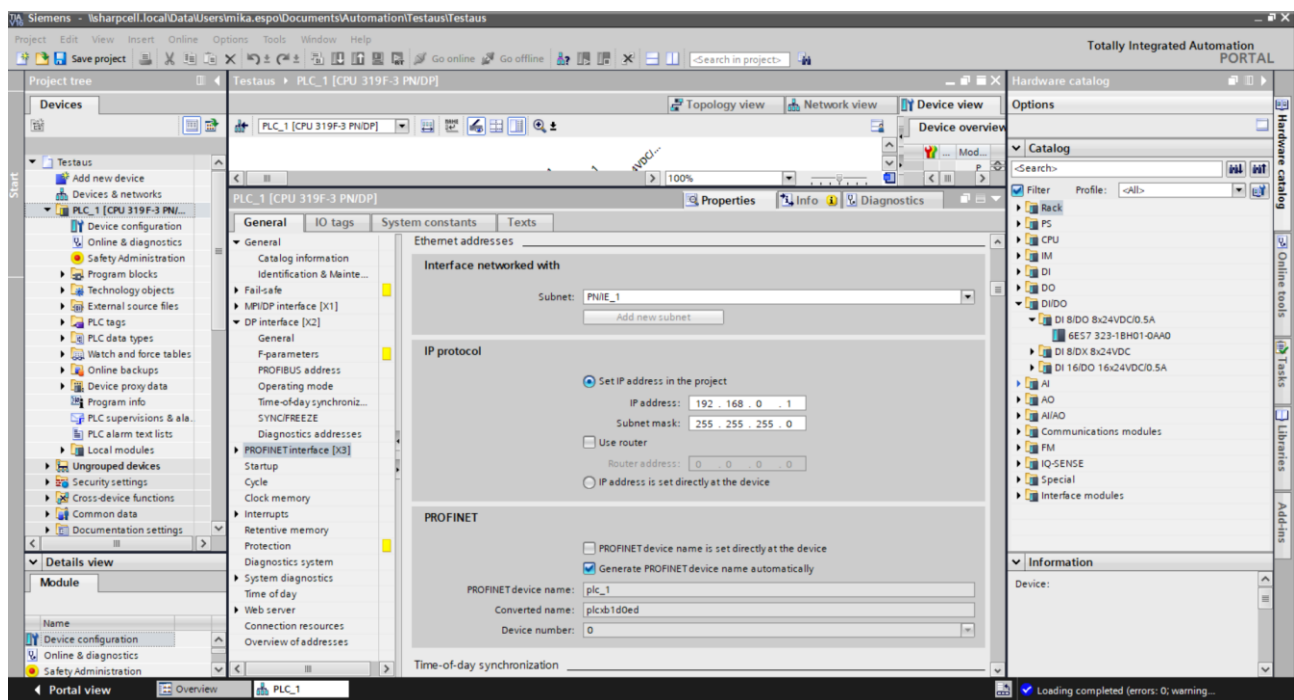 Siemens - \\sharpcell.local\Data\Users\mika.espo\Documents\Automation\Testaus\Testaus
Project Edit View Insert Online Options Tools Window Help
Totally Integrated Automation
PORTAL
Save project
Go online
Go offline
<Search in project>
Project tree
Devices
Start
Testaus
Add new device
Devices & networks
PLC_1 [CPU 319F-3 PN/...
Device configuration
Online & diagnostics
Safety Administration
Program blocks
Technology objects
External source files
PLC tags
PLC data types
Watch and force tables
Online backups
Device proxy data
Program info
PLC supervisions & ala..
PLC alarm text lists
Local modules
Ungrouped devices
Security settings
Cross-device functions
Common data
Documentation settings
Details view
Module
Name
Device configuration
Online & diagnostics
Safety Administration
Testaus PLC_1 [CPU 319F-3 PN/DP]
Topology view
Network view
Device view
PLC_1 [CPU 319F-3 PN/DP]
Device overview
... Mod...
100%
PLC_1 [CPU 319F-3 PN/DP]
Properties
Info
Diagnostics
General
IO tags
System constants
Texts
General
Catalog information
Identification & Mainte...
Fail-safe
MPI/DP interface [X1]
DP interface [X2]
General
F-parameters
PROFIBUS address
Operating mode
Time-of-day synchroniz...
SYNC/FREEZE
Diagnostics addresses
PROFINET interface [X3]
Startup
Cycle
Clock memory
Interrupts
Retentive memory
Protection
Diagnostics system
System diagnostics
Time of day
Web server
Connection resources
Overview of addresses
Ethernet addresses
Interface networked with
Subnet: PN/IE_1
Add new subnet
IP protocol
Set IP address in the project
IP address: 192 . 168 . 0 . 1
Subnet mask: 255 . 255 . 255 . 0
Use router
Router address: 0 . 0 . 0 . 0
IP address is set directly at the device
PROFINET
PROFINET device name is set directly at the device
Generate PROFINET device name automatically
PROFINET device name: plc_1
Converted name: plcxb1d0ed
Device number: 0
Time-of-day synchronization
Hardware catalog
Options
Catalog
<Search>
Filter Profile: <All>
Rack
PS
CPU
IM
DI
DO
DI/DO
DI 8/DO 8x24VDC/0.5A
6ES7 323-1BH01-0AA0
DI 8/DX 8x24VDC
DI 16/DO 16x24VDC/0.5A
AI
AO
AI/AO
Communications modules
FM
IQ-SENSE
Special
Interface modules
Information
Device:
Hardware catalog
Online tools
Tasks
Libraries
Add-ins
Portal view
Overview
PLC_1
Loading completed (errors: 0; warning...